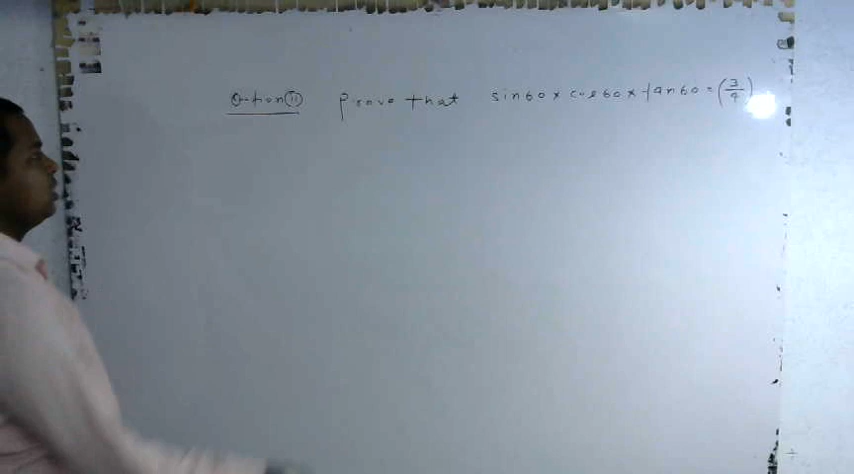 Q-tion 11 Prove that sin60 × cos60 × tan60 = (3/4)